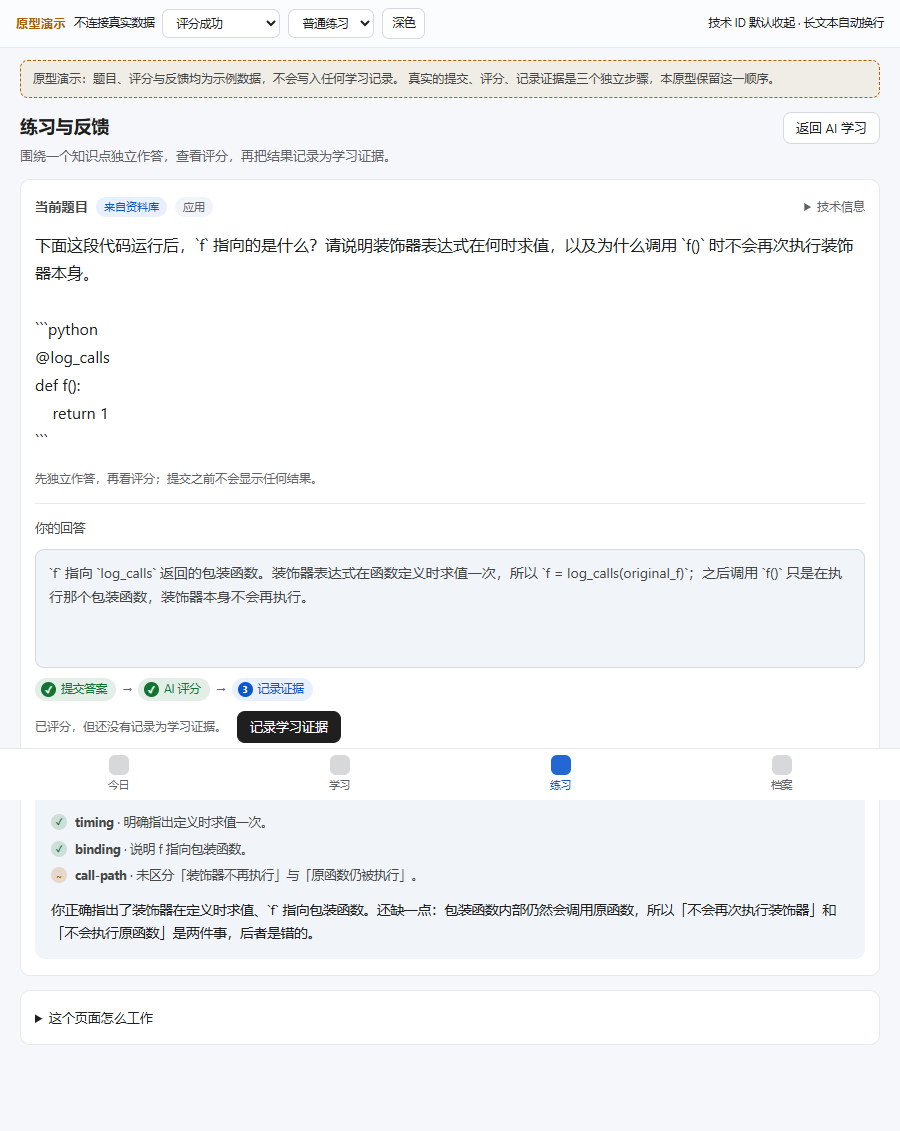 原型演示 不连接真实数据 评分成功 普通练习 深色 技术 ID 默认收起 · 长文本自动换行
原型演示：题目、评分与反馈均为示例数据，不会写入任何学习记录。 真实的提交、评分、记录证据是三个独立步骤，本原型保留这一顺序。
练习与反馈
返回 AI 学习
围绕一个知识点独立作答，查看评分，再把结果记录为学习证据。
当前题目 来自资料库 应用 ▶ 技术信息
下面这段代码运行后，`f` 指向的是什么？请说明装饰器表达式在何时求值，以及为什么调用 `f()` 时不会再次执行装饰
器本身。
```python
@log_calls
def f():
    return 1
```
先独立作答，再看评分；提交之前不会显示任何结果。
你的回答
`f` 指向 `log_calls` 返回的包装函数。装饰器表达式在函数定义时求值一次，所以 `f = log_calls(original_f)`；之后调用 `f()` 只是在执
行那个包装函数，装饰器本身不会再执行。
✓ 提交答案 → ✓ AI 评分 → 3 记录证据
已评分，但还没有记录为学习证据。 记录学习证据
今日 学习 练习 档案
✓ timing · 明确指出定义时求值一次。
✓ binding · 说明 f 指向包装函数。
~ call-path · 未区分「装饰器不再执行」与「原函数仍被执行」。
你正确指出了装饰器在定义时求值、`f` 指向包装函数。还缺一点：包装函数内部仍然会调用原函数，所以「不会再次执行装饰器」和
「不会执行原函数」是两件事，后者是错的。
▶ 这个页面怎么工作